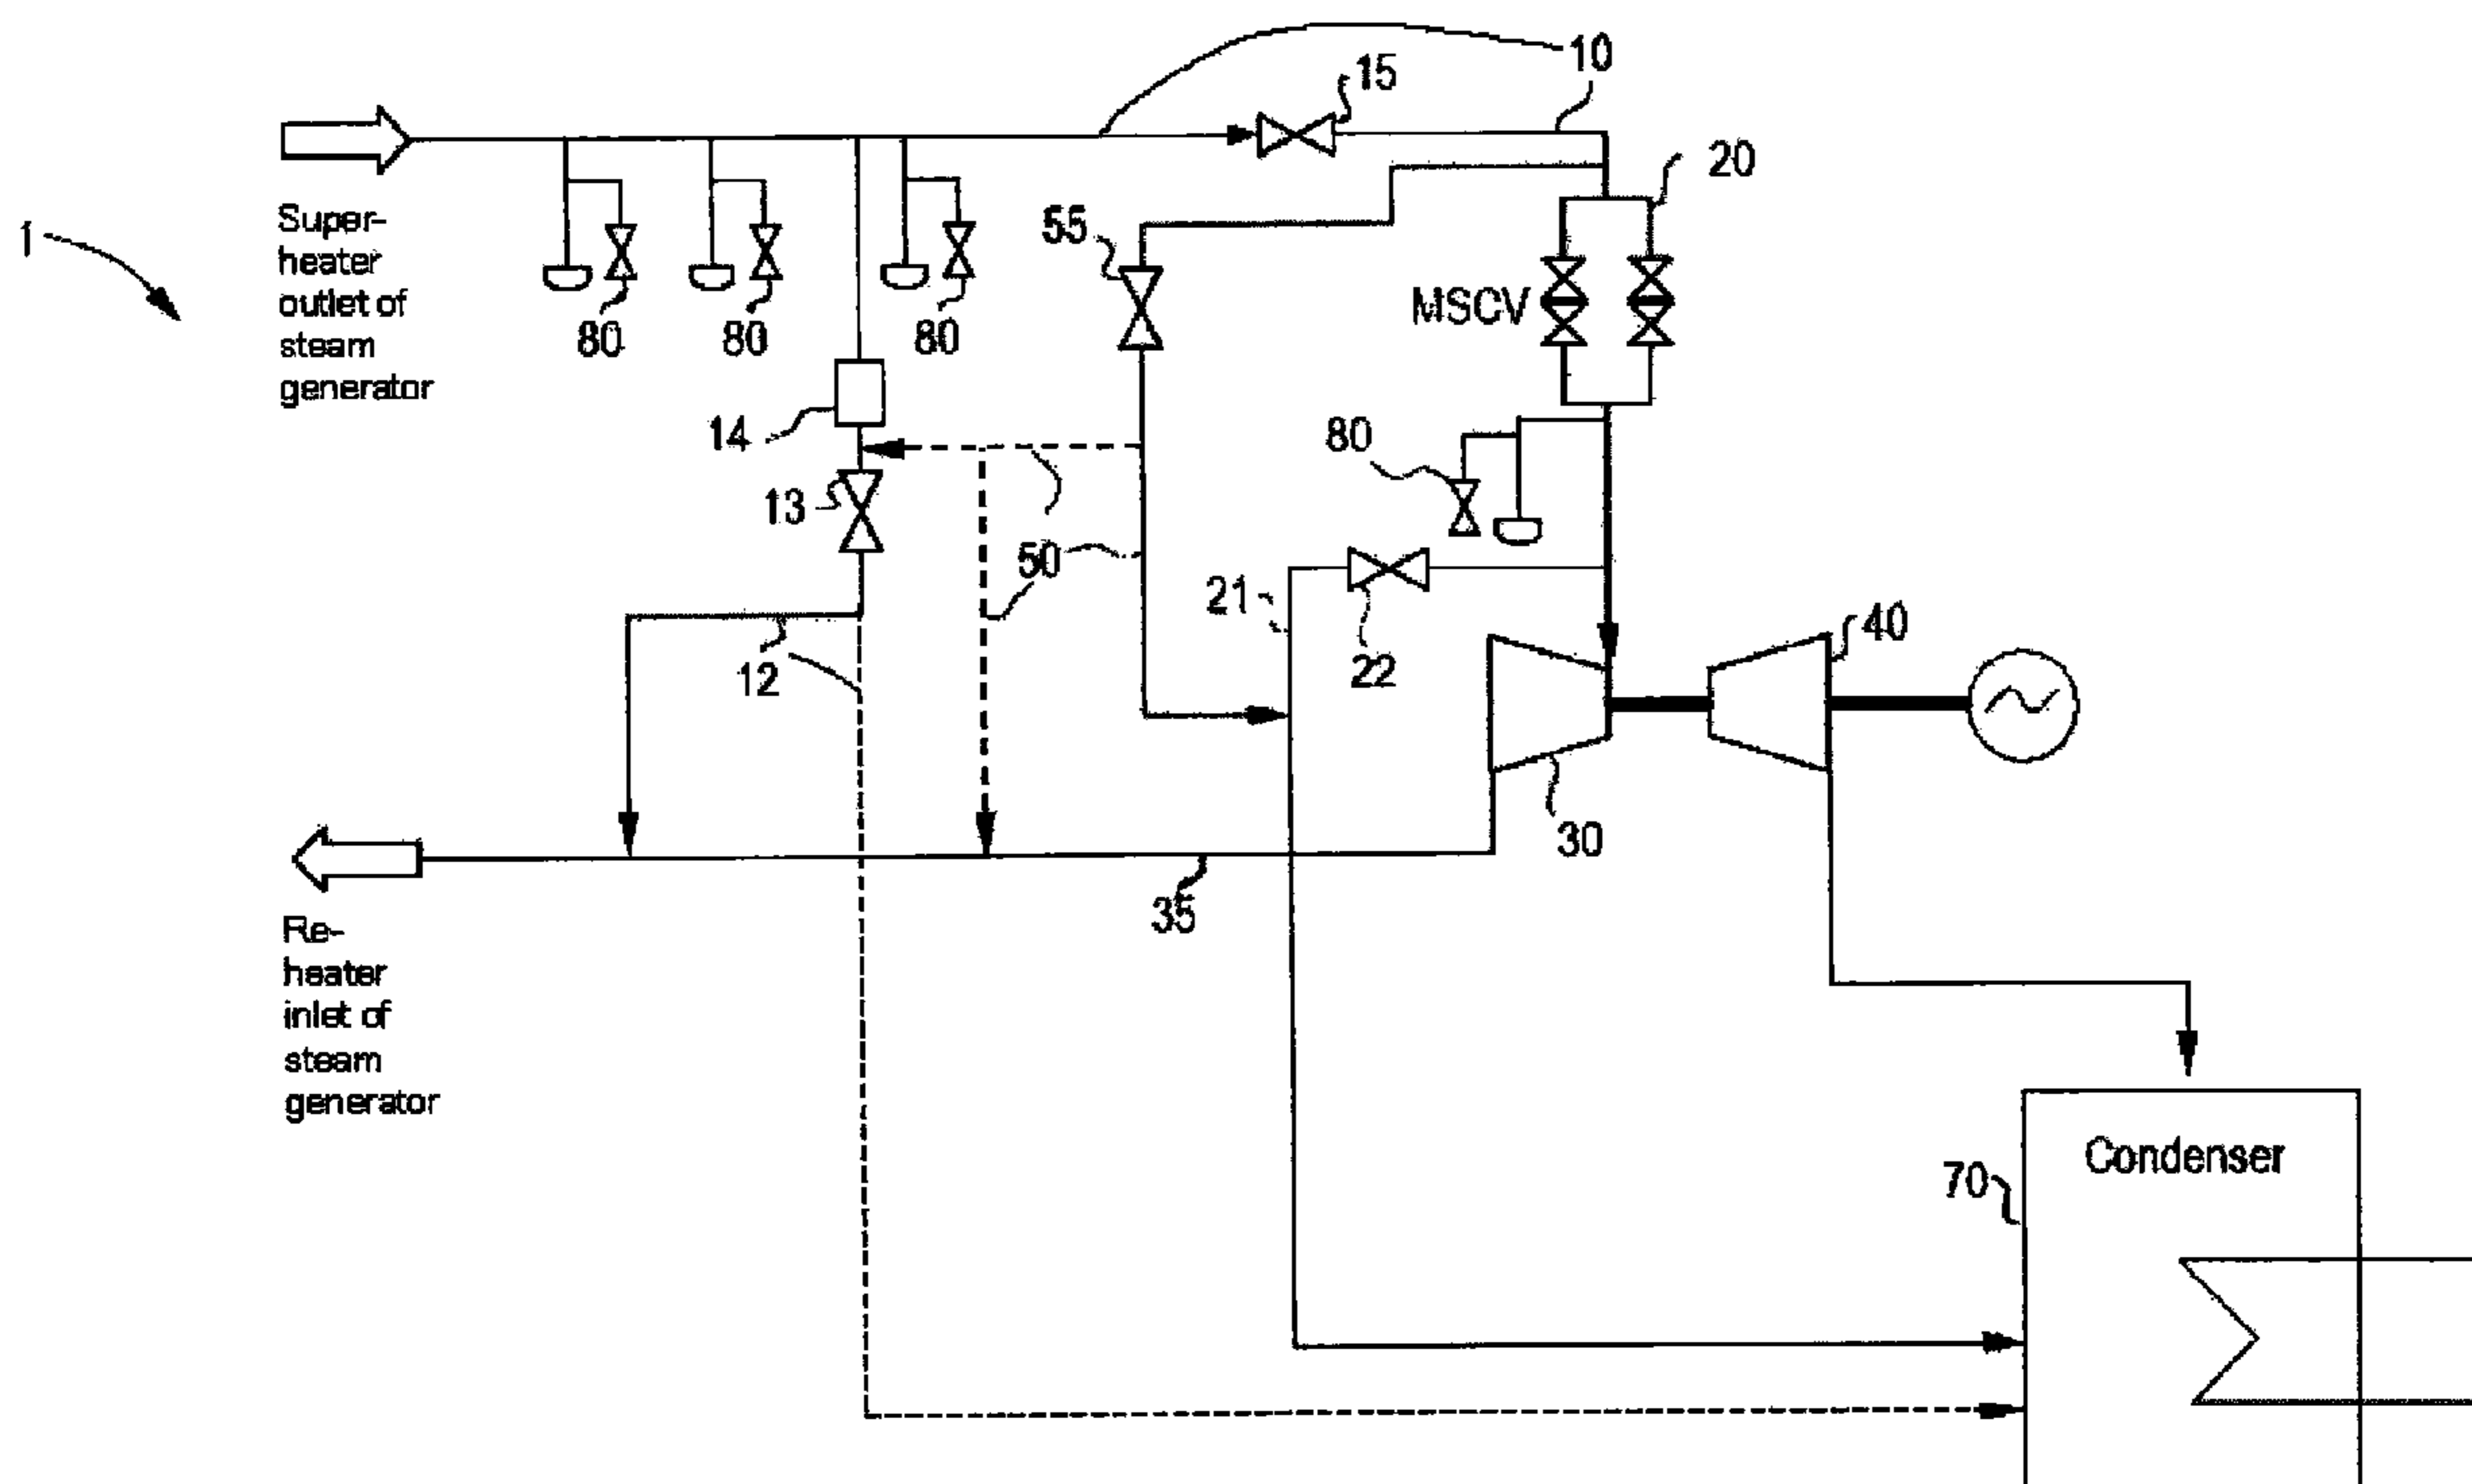 10
15
20
1
Super-
heater
outlet of
steam
generator
55
80
80
80
MSCV
14
80
13
50
21
22
40
12
30
35
Re-
heater
inlet of
steam
generator
Condenser
70